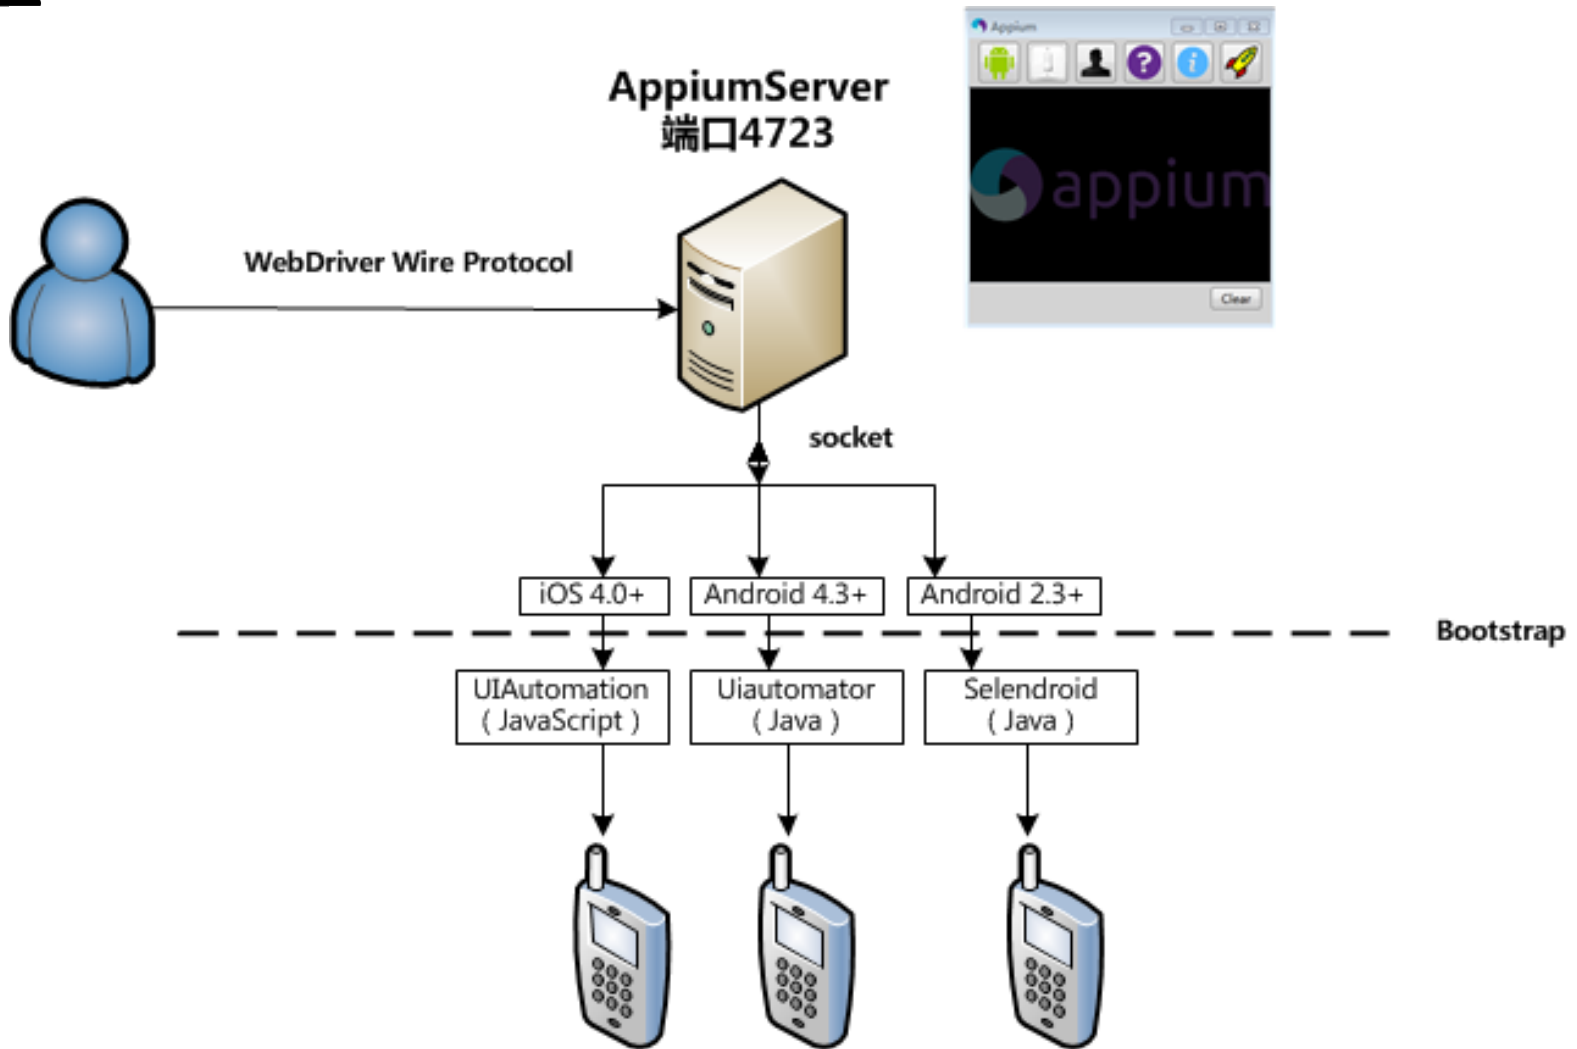 Appium
AppiumServer
端口4723
appium
WebDriver Wire Protocol
Clear
socket
iOS 4.0+
Android 4.3+
Android 2.3+
Bootstrap
UIAutomation
（JavaScript）
Uiautomator
（Java）
Selendroid
（Java）